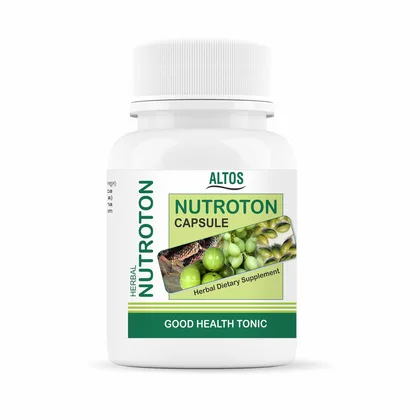 ALTOS
NUTROTON
CAPSULE
Herbal Dietary Supplement
GOOD HEALTH TONIC
HERBAL
NUTROTON